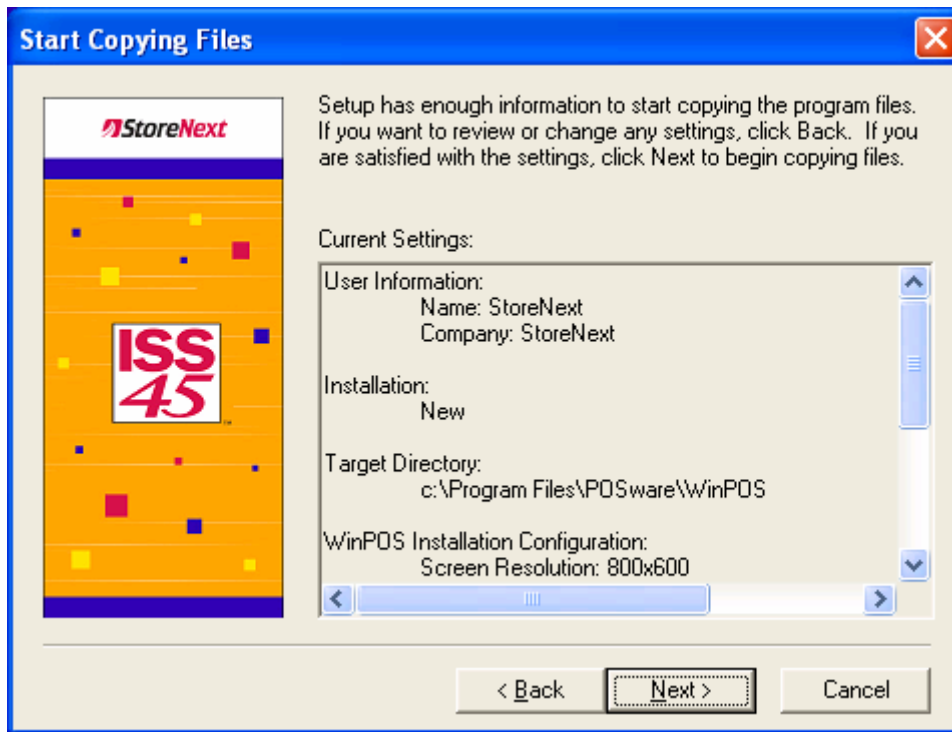 Start Copying Files
StoreNext
ISS
45
™
Setup has enough information to start copying the program files.
If you want to review or change any settings, click Back.  If you
are satisfied with the settings, click Next to begin copying files.
Current Settings:
User Information:
Name: StoreNext
Company: StoreNext
Installation:
New
Target Directory:
c:\Program Files\POSware\WinPOS
WinPOS Installation Configuration:
Screen Resolution: 800x600
< Back
Next >
Cancel